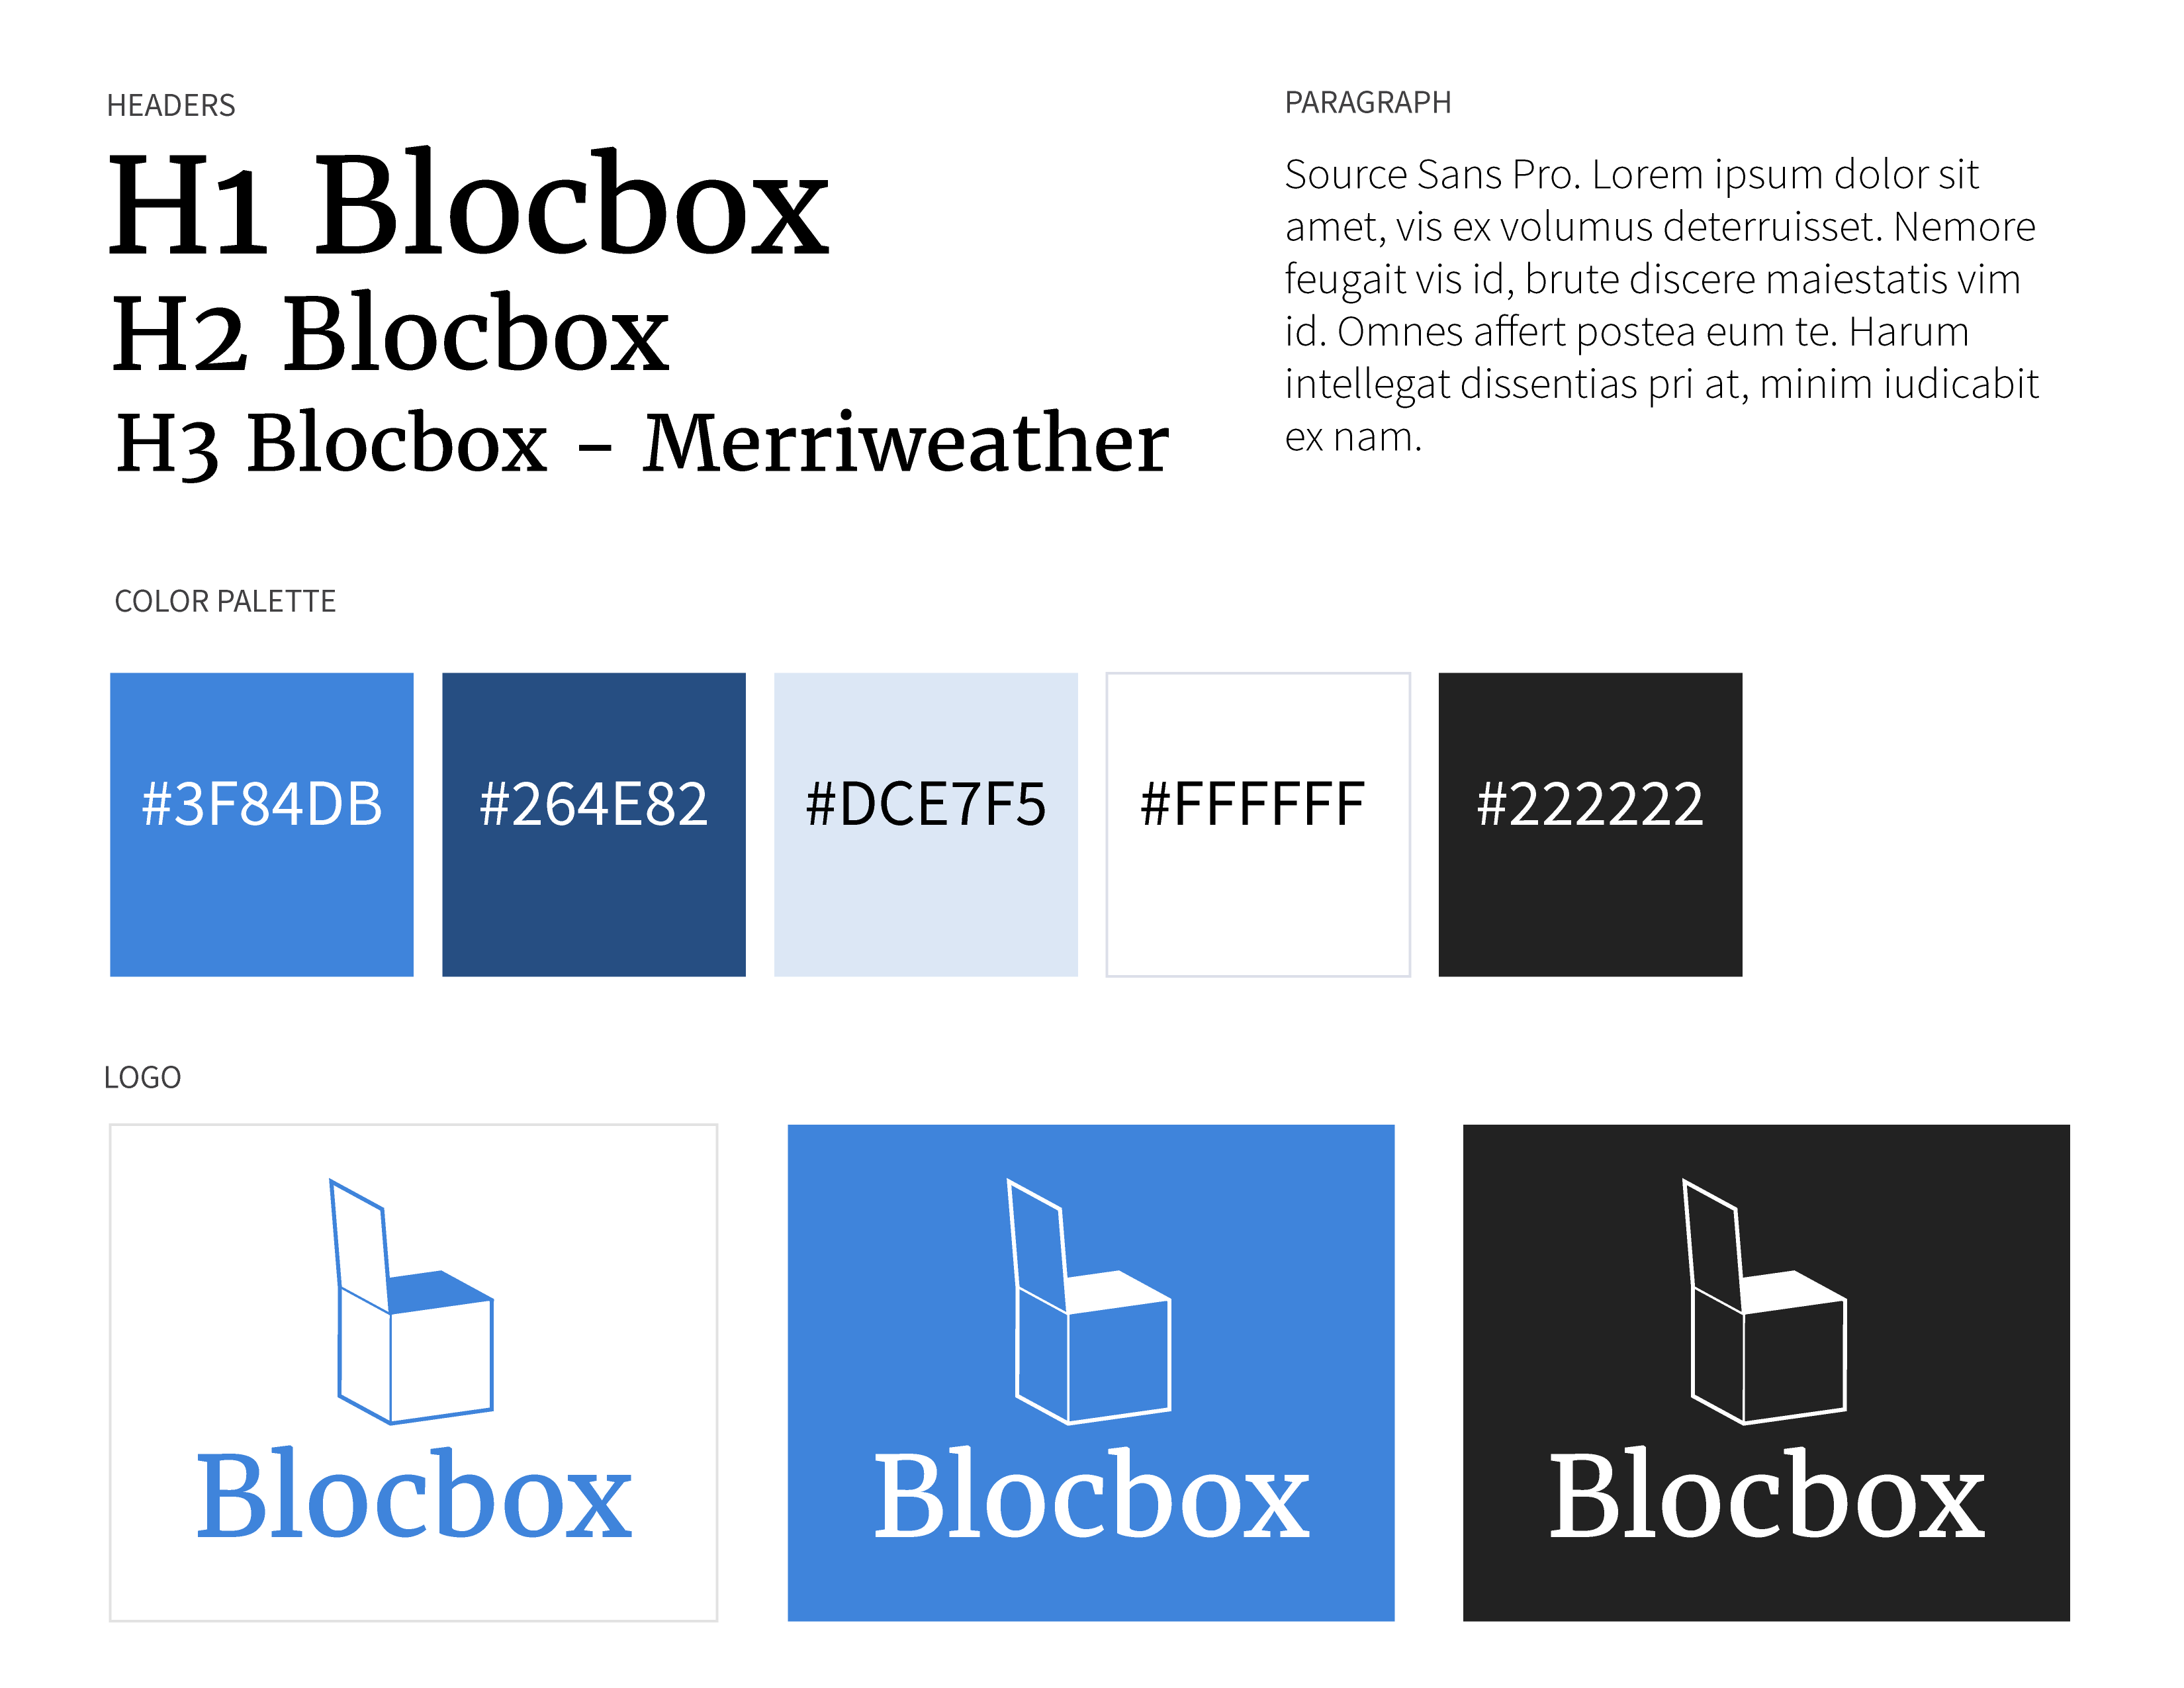 HEADERS
H1 Blocbox
H2 Blocbox
H3 Blocbox – Merriweather
PARAGRAPH
Source Sans Pro. Lorem ipsum dolor sit
amet, vis ex volumus deterruisset. Nemore
feugait vis id, brute discere maiestatis vim
id. Omnes affert postea eum te. Harum
intellegat dissentias pri at, minim iudicabit
ex nam.
COLOR PALETTE
#3F84DB
#264E82
#DCE7F5
#FFFFFF
#222222
LOGO
Blocbox
Blocbox
Blocbox